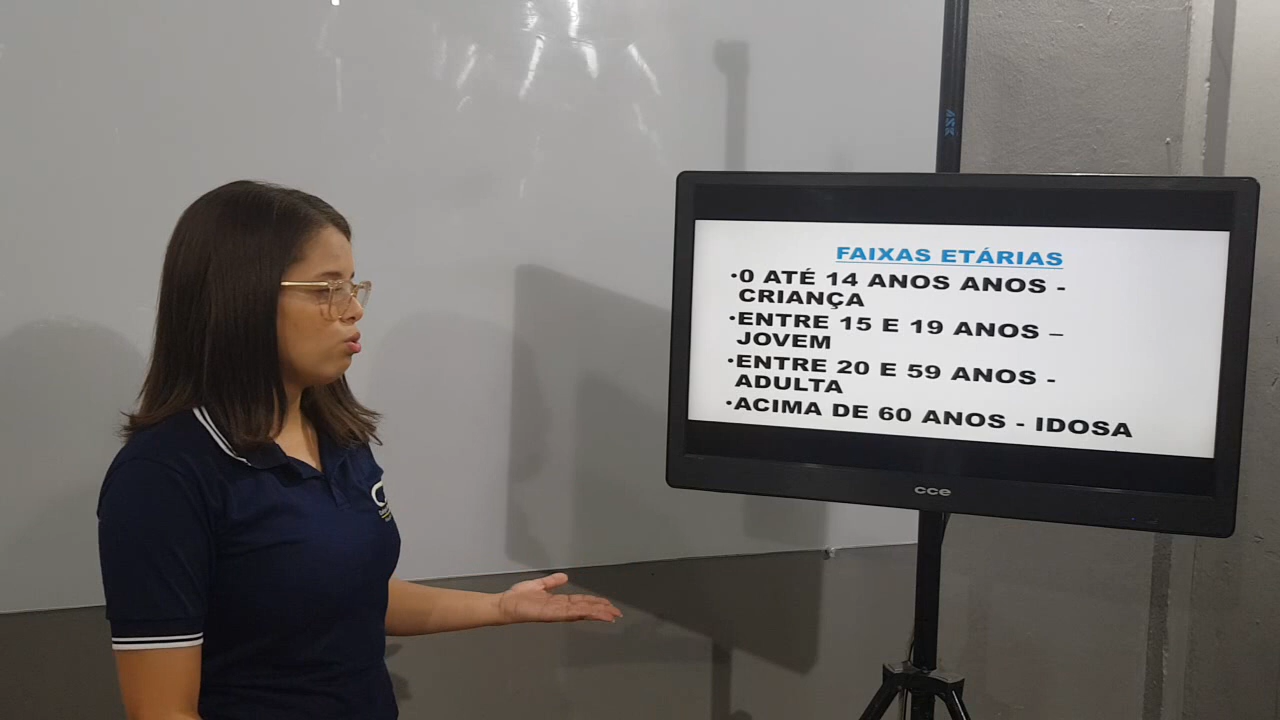 ASK
FAIXAS ETÁRIAS
•0 ATÉ 14 ANOS ANOS -
CRIANÇA
•ENTRE 15 E 19 ANOS –
JOVEM
•ENTRE 20 E 59 ANOS -
ADULTA
•ACIMA DE 60 ANOS - IDOSA
cce